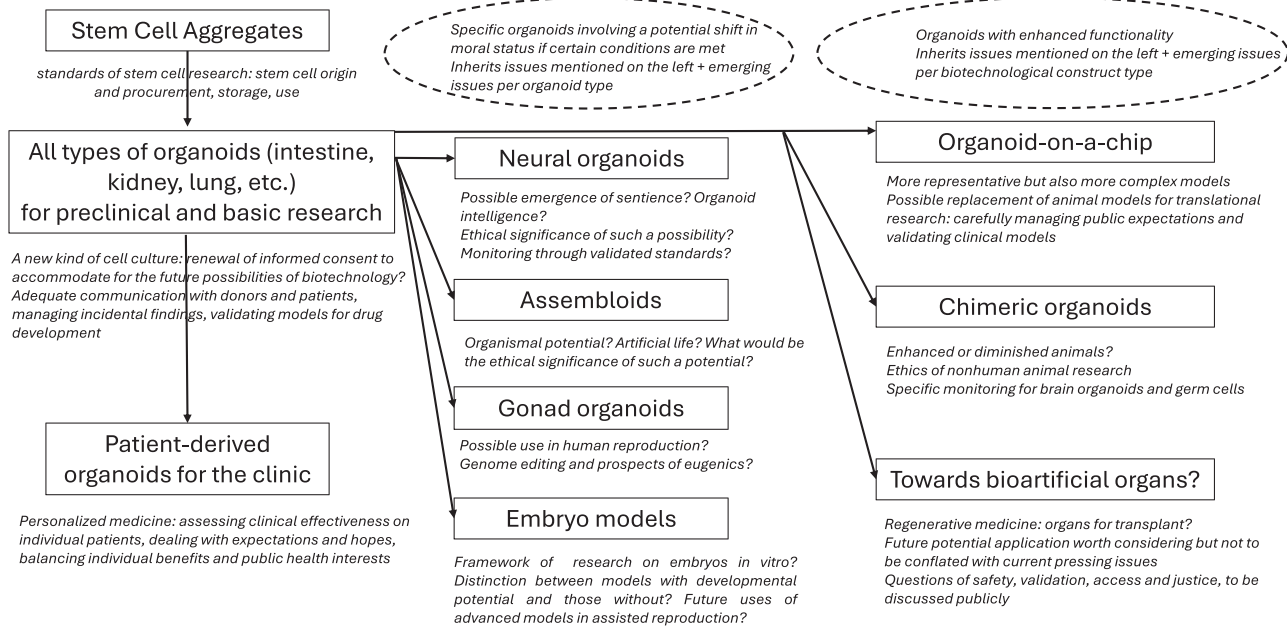 Stem Cell Aggregates
standards of stem cell research: stem cell origin
and procurement, storage, use
All types of organoids (intestine,
kidney, lung, etc.)
for preclinical and basic research
A new kind of cell culture: renewal of informed consent to
accommodate for the future possibilities of biotechnology?
Adequate communication with donors and patients,
managing incidental findings, validating models for drug
development
Patient-derived
organoids for the clinic
Personalized medicine: assessing clinical effectiveness on
individual patients, dealing with expectations and hopes,
balancing individual benefits and public health interests
Specific organoids involving a potential shift in
moral status if certain conditions are met
Inherits issues mentioned on the left + emerging
issues per organoid type
Neural organoids
Possible emergence of sentience? Organoid
intelligence?
Ethical significance of such a possibility?
Monitoring through validated standards?
Assembloids
Organismal potential? Artificial life? What would be
the ethical significance of such a potential?
Gonad organoids
Possible use in human reproduction?
Genome editing and prospects of eugenics?
Embryo models
Framework of research on embryos in vitro?
Distinction between models with developmental
potential and those without? Future uses of
advanced models in assisted reproduction?
Organoids with enhanced functionality
Inherits issues mentioned on the left + emerging issues
per biotechnological construct type
Organoid-on-a-chip
More representative but also more complex models
Possible replacement of animal models for translational
research: carefully managing public expectations and
validating clinical models
Chimeric organoids
Enhanced or diminished animals?
Ethics of nonhuman animal research
Specific monitoring for brain organoids and germ cells
Towards bioartificial organs?
Regenerative medicine: organs for transplant?
Future potential application worth considering but not to
be conflated with current pressing issues
Questions of safety, validation, access and justice, to be
discussed publicly